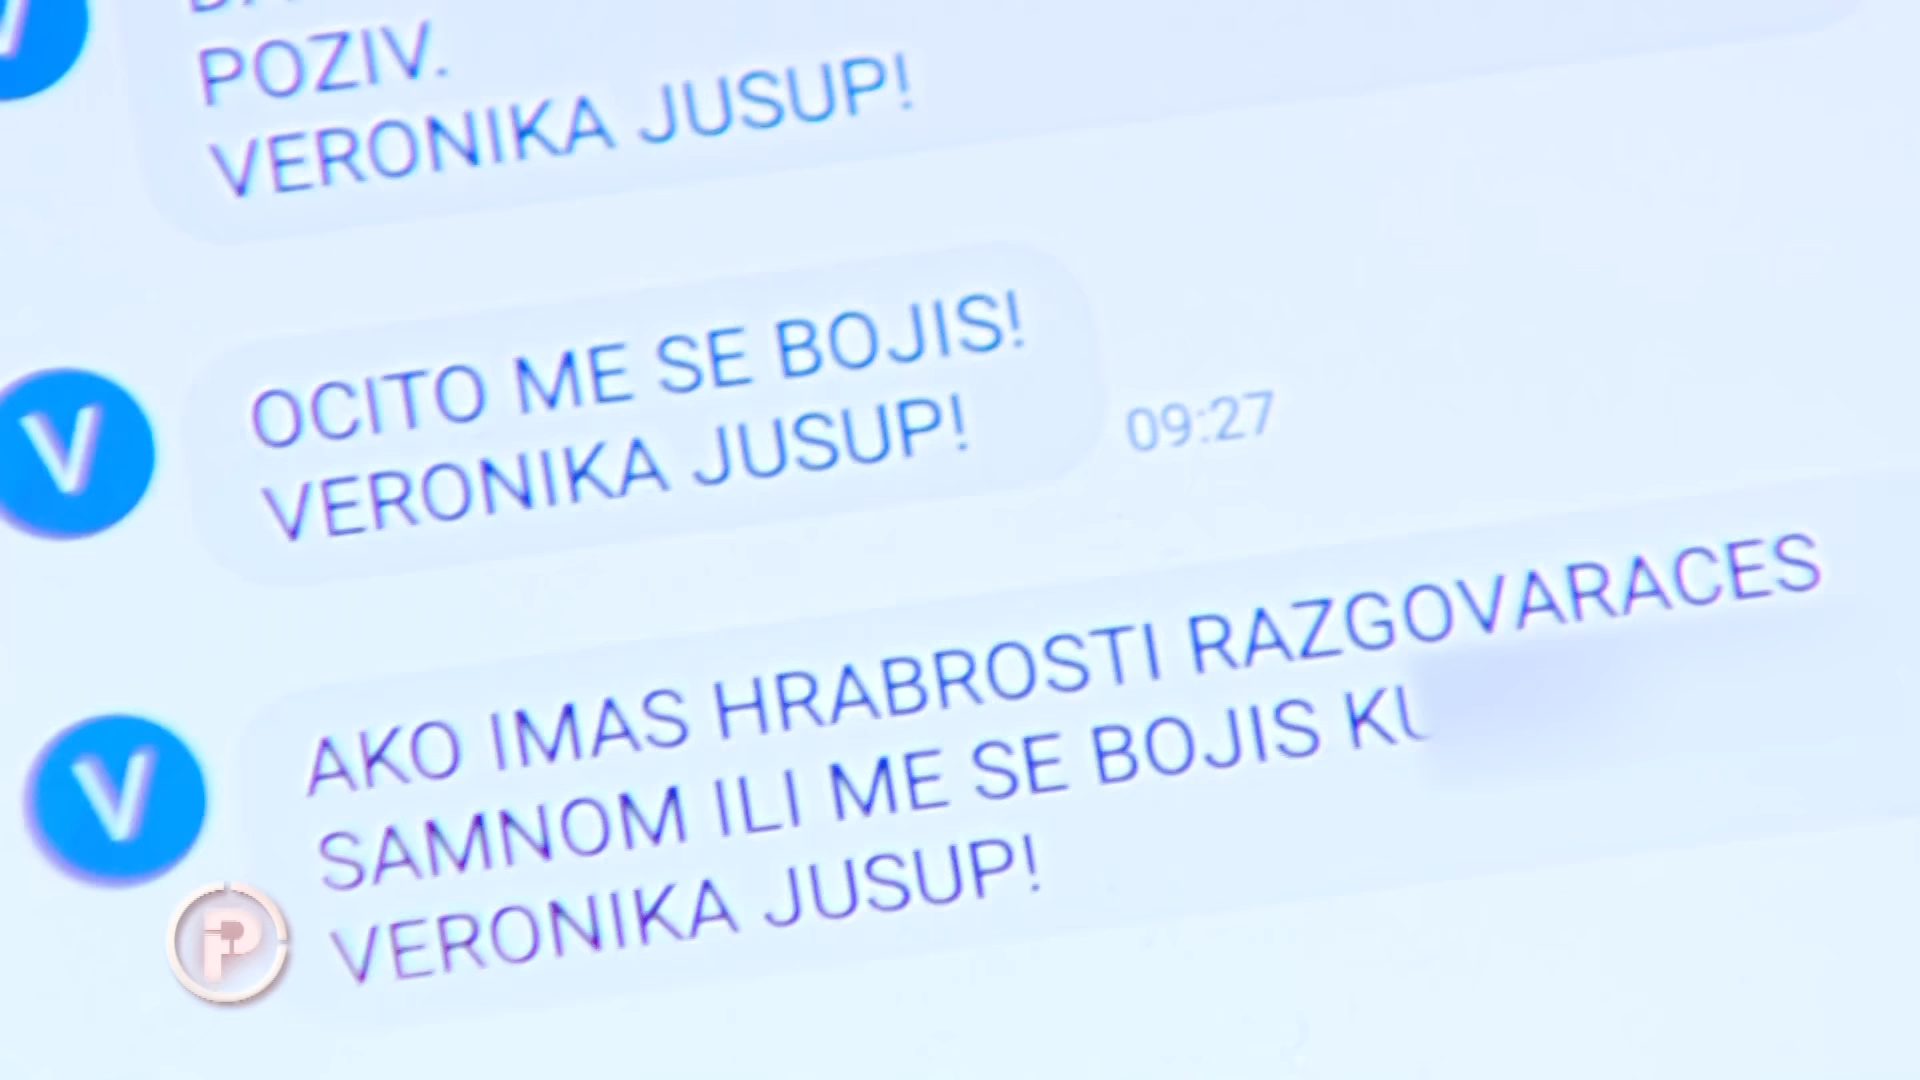 POZIV.
VERONIKA JUSUP!
V
OCITO ME SE BOJIS!
VERONIKA JUSUP!
09:27
V
AKO IMAS HRABROSTI RAZGOVARACES
SAMNOM ILI ME SE BOJIS
VERONIKA JUSUP!
P